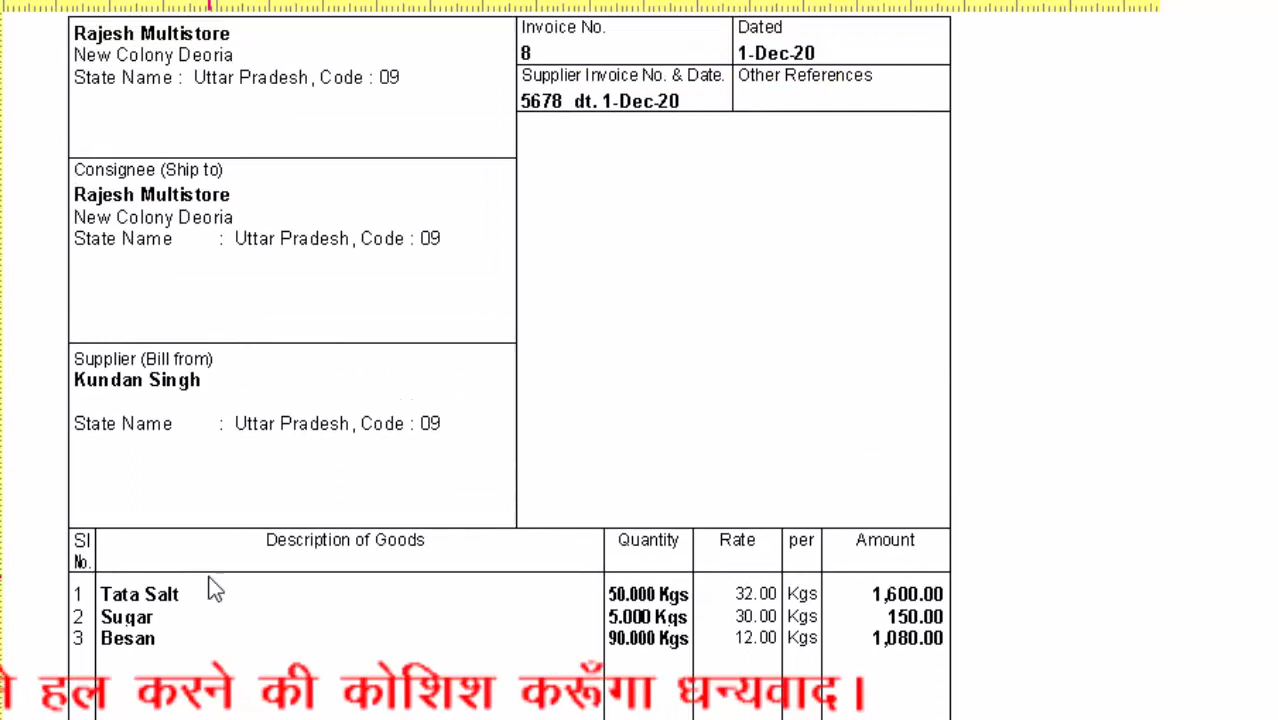 Rajesh Multistore
New Colony Deoria
State Name : Uttar Pradesh, Code : 09
Invoice No.
8
Dated
1-Dec-20
Supplier Invoice No. & Date.
5678 dt. 1-Dec-20
Other References
Consignee (Ship to)
Rajesh Multistore
New Colony Deoria
State Name : Uttar Pradesh, Code : 09
Supplier (Bill from)
Kundan Singh
State Name : Uttar Pradesh, Code : 09
Sl No. Description of Goods Quantity Rate per Amount
1 Tata Salt 50.000 Kgs 32.00 Kgs 1,600.00
2 Sugar 5.000 Kgs 30.00 Kgs 150.00
3 Besan 90.000 Kgs 12.00 Kgs 1,080.00
हल करने की कोशिश करूँगा धन्यवाद।